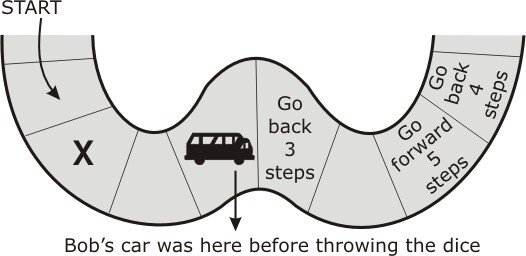 START
X
Go
back
3
steps
Go
forward
5
steps
Go
back
4
steps
Bob's car was here before throwing the dice